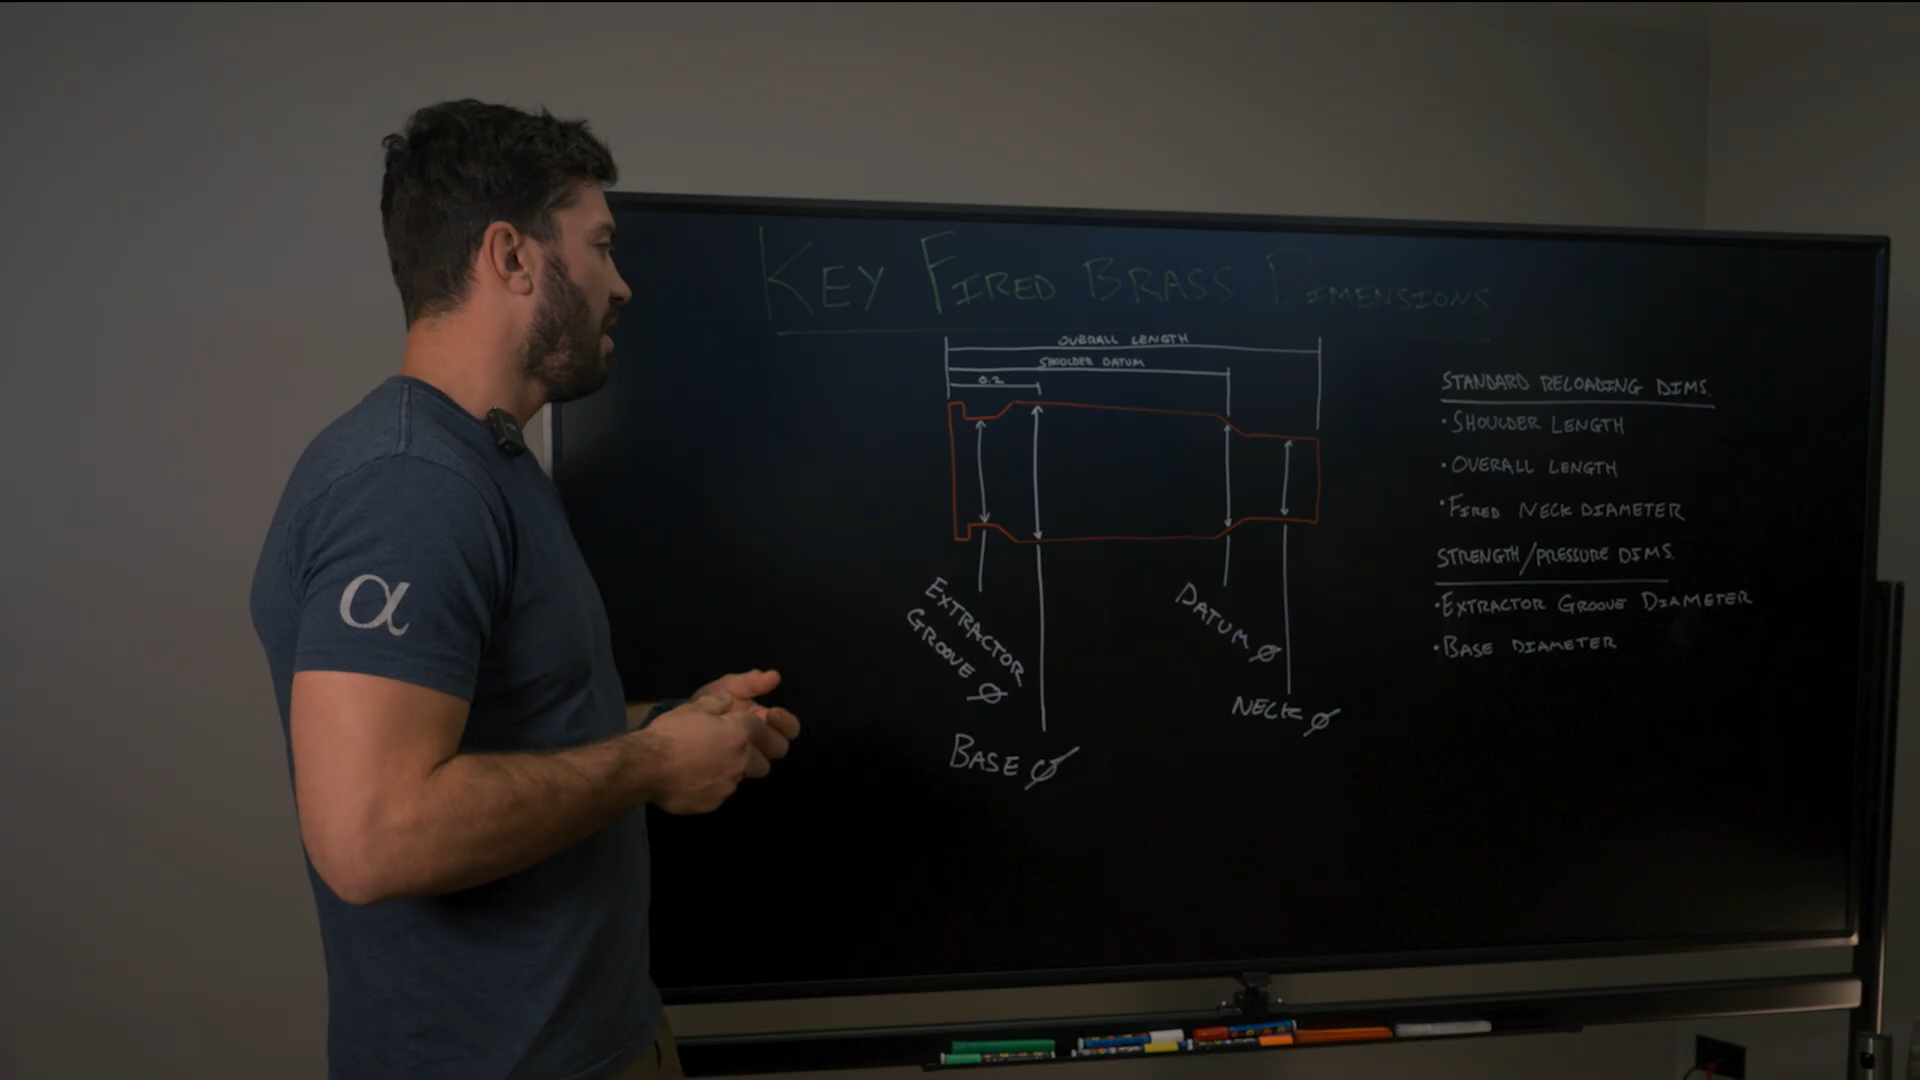 KEY FIRED BRASS DIMENSIONS
OVERALL LENGTH
SHOULDER DATUM
0.2
EXTRACTOR
GROOVE Ø
BASE Ø
DATUM Ø
NECK Ø
STANDARD RELOADING DIMS.
• SHOULDER LENGTH
• OVERALL LENGTH
• FIRED NECK DIAMETER
STRENGTH/PRESSURE DIMS.
• EXTRACTOR GROOVE DIAMETER
• BASE DIAMETER
α